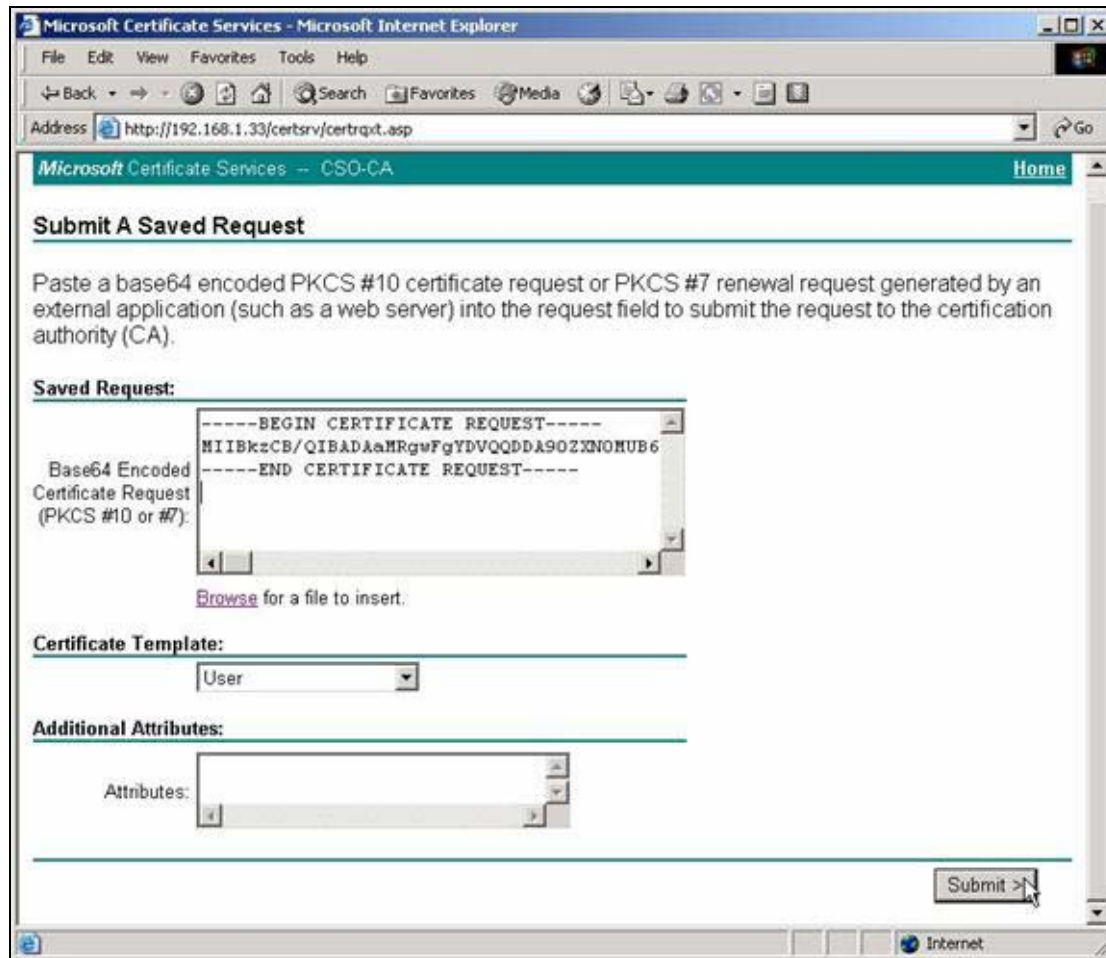 Microsoft Certificate Services - Microsoft Internet Explorer
File Edit View Favorites Tools Help
Back Search Favorites Media
Address http://192.168.1.33/certsrv/certrqxt.asp Go
Microsoft Certificate Services -- CSO-CA Home
Submit A Saved Request
Paste a base64 encoded PKCS #10 certificate request or PKCS #7 renewal request generated by an
external application (such as a web server) into the request field to submit the request to the certification
authority (CA).
Saved Request:
-----BEGIN CERTIFICATE REQUEST-----
MIIBkzCB/QIBADAaMRgwFgYDVQQDDA9OZXNOMUB6
-----END CERTIFICATE REQUEST-----
Base64 Encoded
Certificate Request
(PKCS #10 or #7):
Browse for a file to insert.
Certificate Template:
User
Additional Attributes:
Attributes:
Submit >
Internet